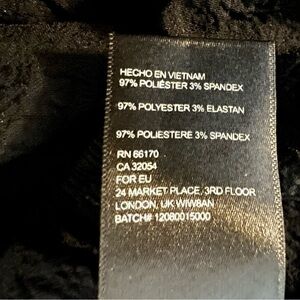 HECHO EN VIETNAM
97% POLIÉSTER 3% SPANDEX
97% POLYESTER 3% ELASTAN
97% POLIESTERE 3% SPANDEX
RN 66170
CA 32054
FOR EU
24 MARKET PLACE, 3RD FLOOR
LONDON, UK WIW8AN
BATCH# 12080015000